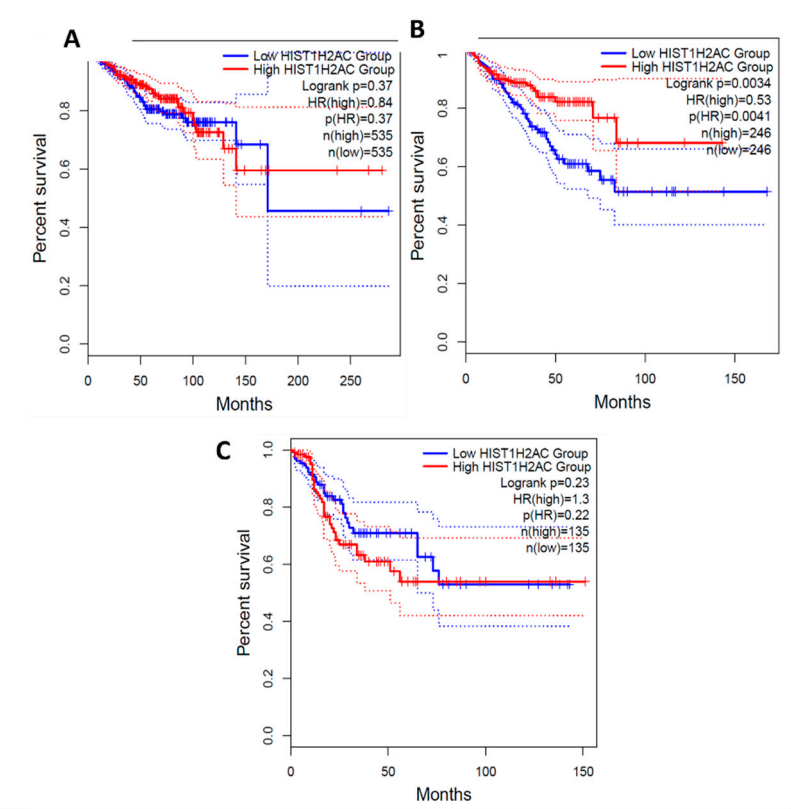 A
Low HIST1H2AC Group
High HIST1H2AC Group
Logrank p=0.37
HR(high)=0.84
p(HR)=0.37
n(high)=535
n(low)=535
Percent survival
0.8
0.6
0.4
0.2
0.0
0 50 100 150 200 250
Months
B
Low HIST1H2AC Group
High HIST1H2AC Group
Logrank p=0.0034
HR(high)=0.53
p(HR)=0.0041
n(high)=246
n(low)=246
Percent survival
1
0.8
0.6
0.4
0.2
0.0
0 50 100 150
Months
C
Low HIST1H2AC Group
High HIST1H2AC Group
Logrank p=0.23
HR(high)=1.3
p(HR)=0.22
n(high)=135
n(low)=135
Percent survival
1.0
0.8
0.6
0.4
0.2
0.0
0 50 100 150
Months